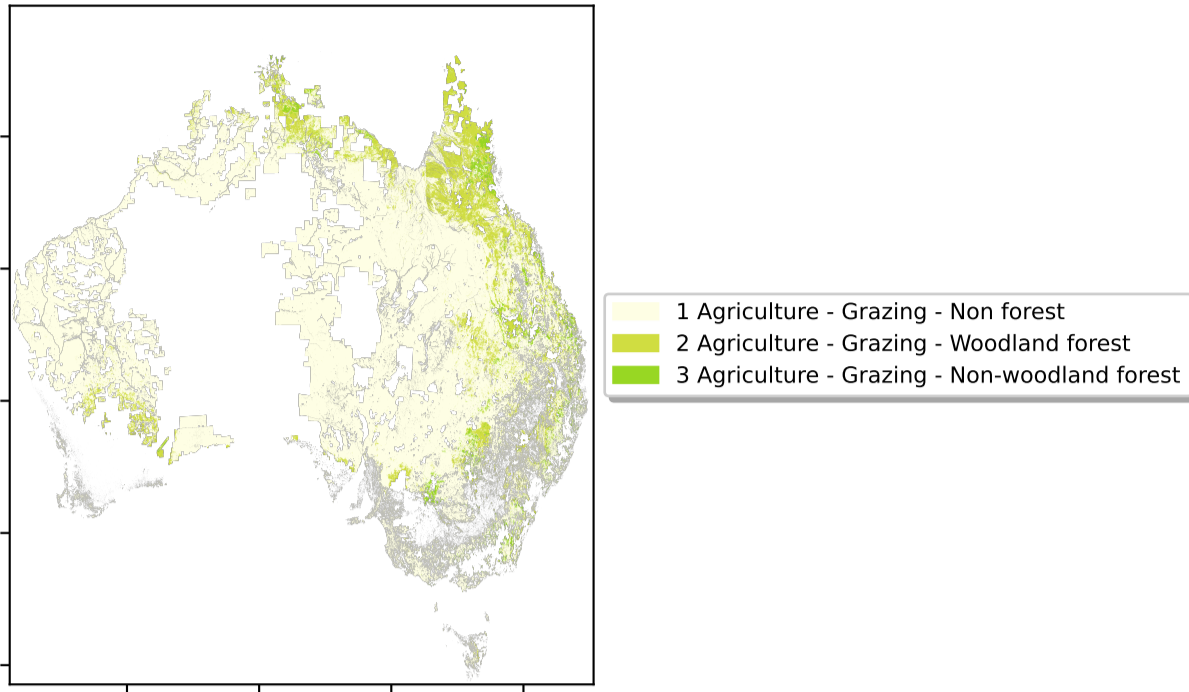 1 Agriculture - Grazing - Non forest
2 Agriculture - Grazing - Woodland forest
3 Agriculture - Grazing - Non-woodland forest